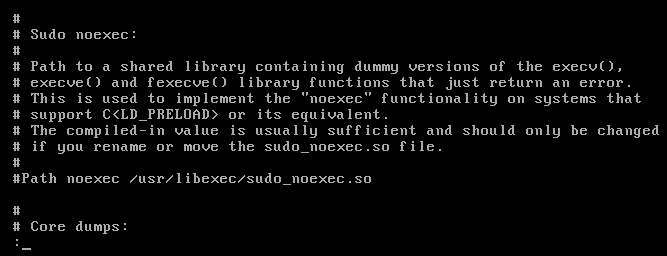 #
# Sudo noexec:
#
# Path to a shared library containing dummy versions of the execv(),
# execve() and fexecve() library functions that just return an error.
# This is used to implement the "noexec" functionality on systems that
# support C<LD_PRELOAD> or its equivalent.
# The compiled-in value is usually sufficient and should only be changed
# if you rename or move the sudo_noexec.so file.
#
#Path noexec /usr/libexec/sudo_noexec.so
#
# Core dumps:
:_